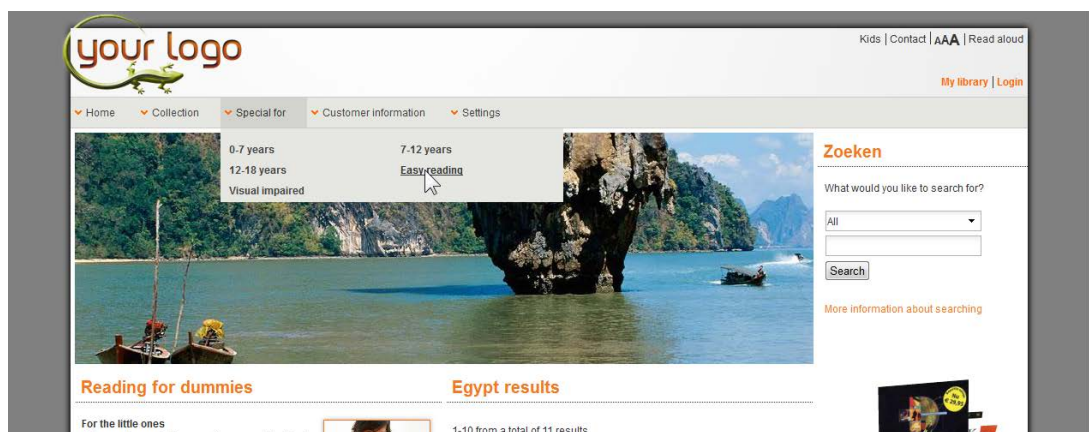 your logo
Kids | Contact | AAA | Read aloud
My library | Login
Home Collection Special for Customer information Settings
0-7 years 7-12 years
12-18 years Easy reading
Visual impaired
Zoeken
What would you like to search for?
All
Search
More information about searching
Reading for dummies
For the little ones
Egypt results
1-10 from a total of 11 results